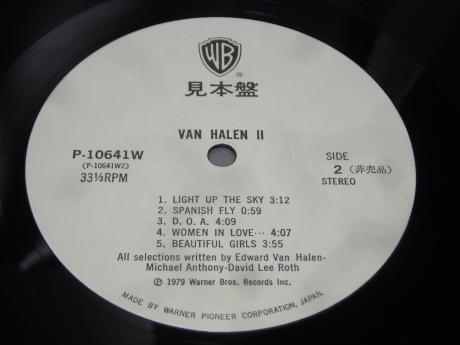 WB
®
見本盤
VAN HALEN II
P-10641W
(P-10641W2)
33⅓RPM
SIDE
2 (非売品)
STEREO
1. LIGHT UP THE SKY 3:12
2. SPANISH FLY 0:59
3. D. O. A. 4:09
4. WOMEN IN LOVE… 4:07
5. BEAUTIFUL GIRLS 3:55
All selections written by Edward Van Halen-
Michael Anthony-David Lee Roth
℗ 1979 Warner Bros. Records Inc.
MADE BY WARNER PIONEER CORPORATION, JAPAN.